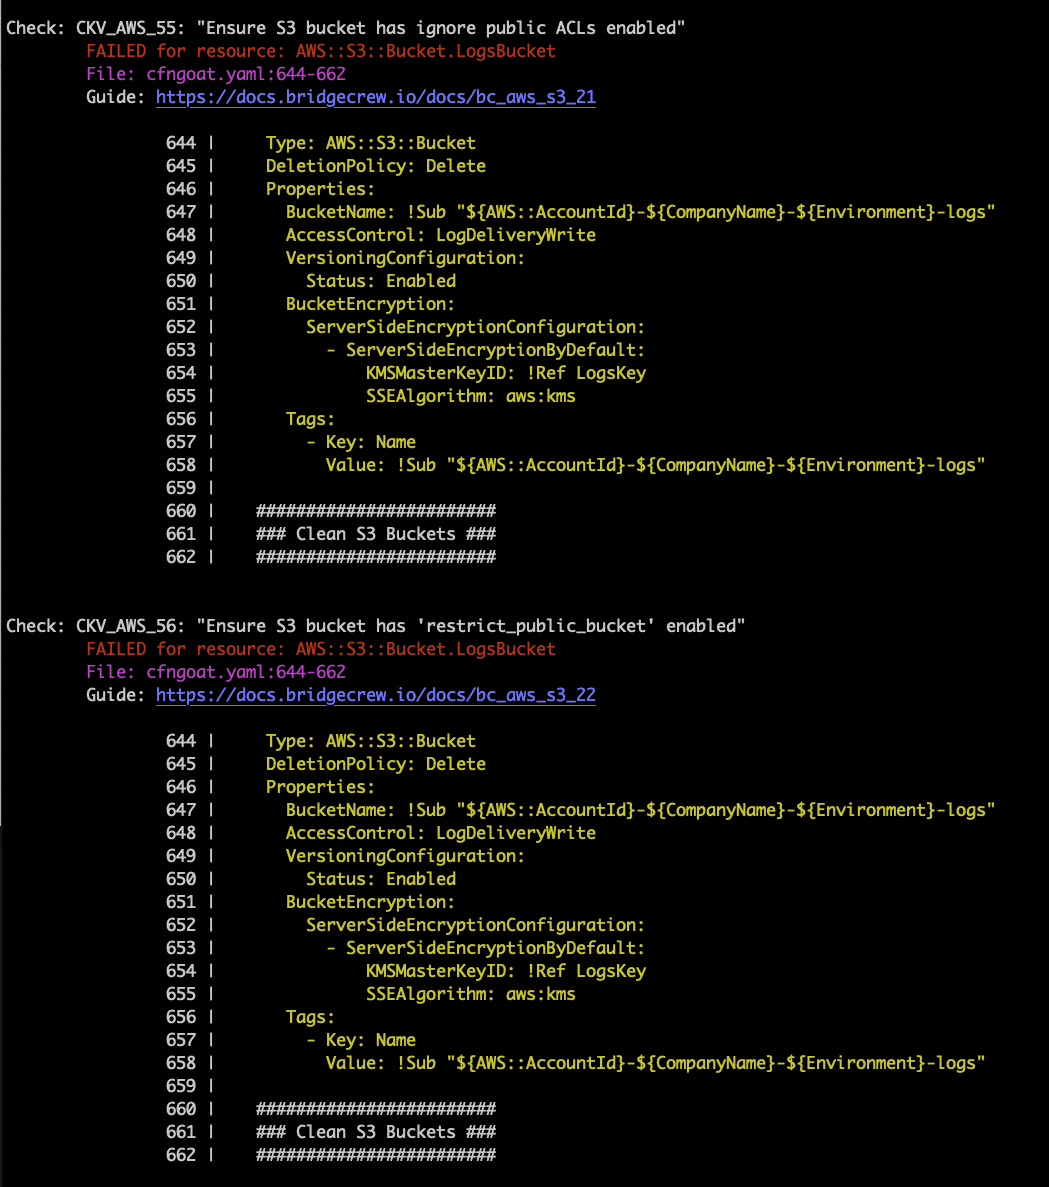 Check: CKV_AWS_55: "Ensure S3 bucket has ignore public ACLs enabled"
        FAILED for resource: AWS::S3::Bucket.LogsBucket
        File: cfngoat.yaml:644-662
        Guide: https://docs.bridgecrew.io/docs/bc_aws_s3_21

                644 |     Type: AWS::S3::Bucket
                645 |     DeletionPolicy: Delete
                646 |     Properties:
                647 |       BucketName: !Sub "${AWS::AccountId}-${CompanyName}-${Environment}-logs"
                648 |       AccessControl: LogDeliveryWrite
                649 |       VersioningConfiguration:
                650 |         Status: Enabled
                651 |       BucketEncryption:
                652 |         ServerSideEncryptionConfiguration:
                653 |           - ServerSideEncryptionByDefault:
                654 |               KMSMasterKeyID: !Ref LogsKey
                655 |               SSEAlgorithm: aws:kms
                656 |       Tags:
                657 |         - Key: Name
                658 |           Value: !Sub "${AWS::AccountId}-${CompanyName}-${Environment}-logs"
                659 |
                660 |    ########################
                661 |    ### Clean S3 Buckets ###
                662 |    ########################

Check: CKV_AWS_56: "Ensure S3 bucket has 'restrict_public_bucket' enabled"
        FAILED for resource: AWS::S3::Bucket.LogsBucket
        File: cfngoat.yaml:644-662
        Guide: https://docs.bridgecrew.io/docs/bc_aws_s3_22

                644 |     Type: AWS::S3::Bucket
                645 |     DeletionPolicy: Delete
                646 |     Properties:
                647 |       BucketName: !Sub "${AWS::AccountId}-${CompanyName}-${Environment}-logs"
                648 |       AccessControl: LogDeliveryWrite
                649 |       VersioningConfiguration:
                650 |         Status: Enabled
                651 |       BucketEncryption:
                652 |         ServerSideEncryptionConfiguration:
                653 |           - ServerSideEncryptionByDefault:
                654 |               KMSMasterKeyID: !Ref LogsKey
                655 |               SSEAlgorithm: aws:kms
                656 |       Tags:
                657 |         - Key: Name
                658 |           Value: !Sub "${AWS::AccountId}-${CompanyName}-${Environment}-logs"
                659 |
                660 |    ########################
                661 |    ### Clean S3 Buckets ###
                662 |    ########################